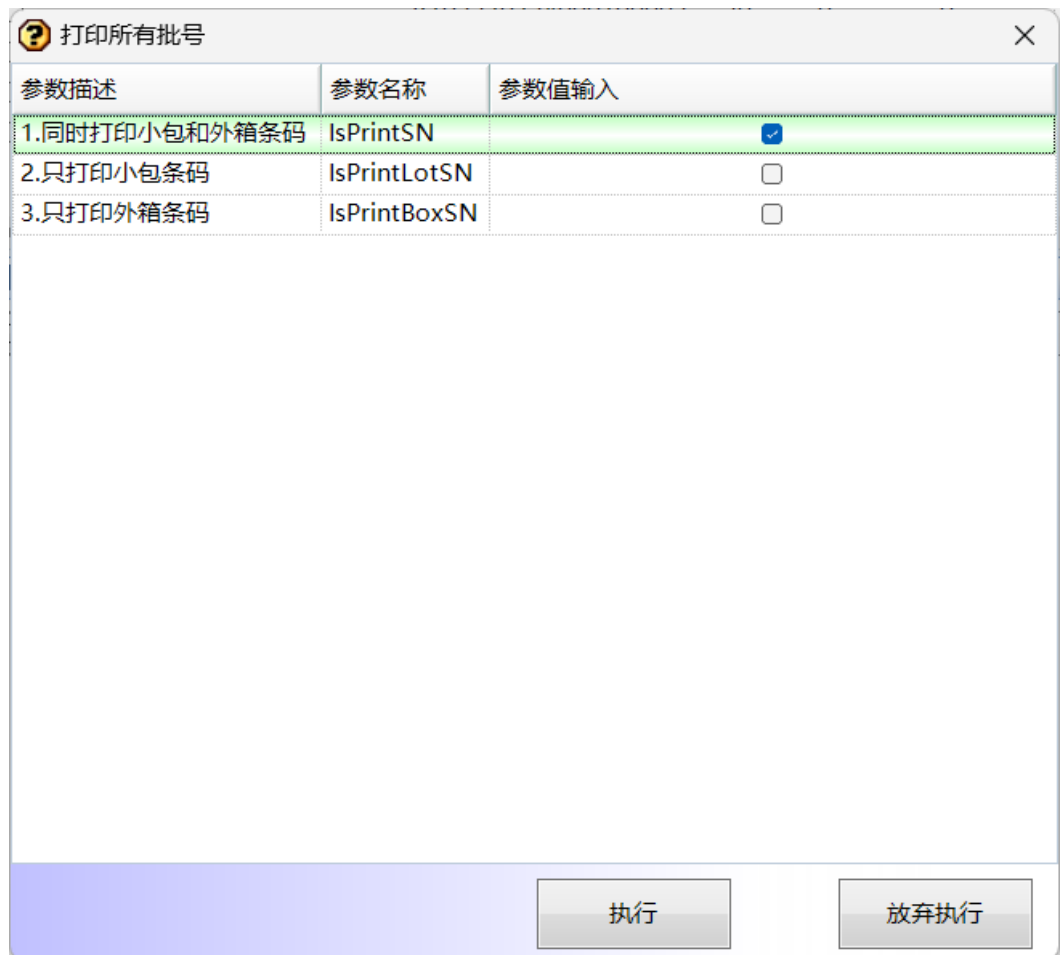 打印所有批号
参数描述 参数名称 参数值输入
1.同时打印小包和外箱条码 IsPrintSN
2.只打印小包条码 IsPrintLotSN
3.只打印外箱条码 IsPrintBoxSN
执行 放弃执行